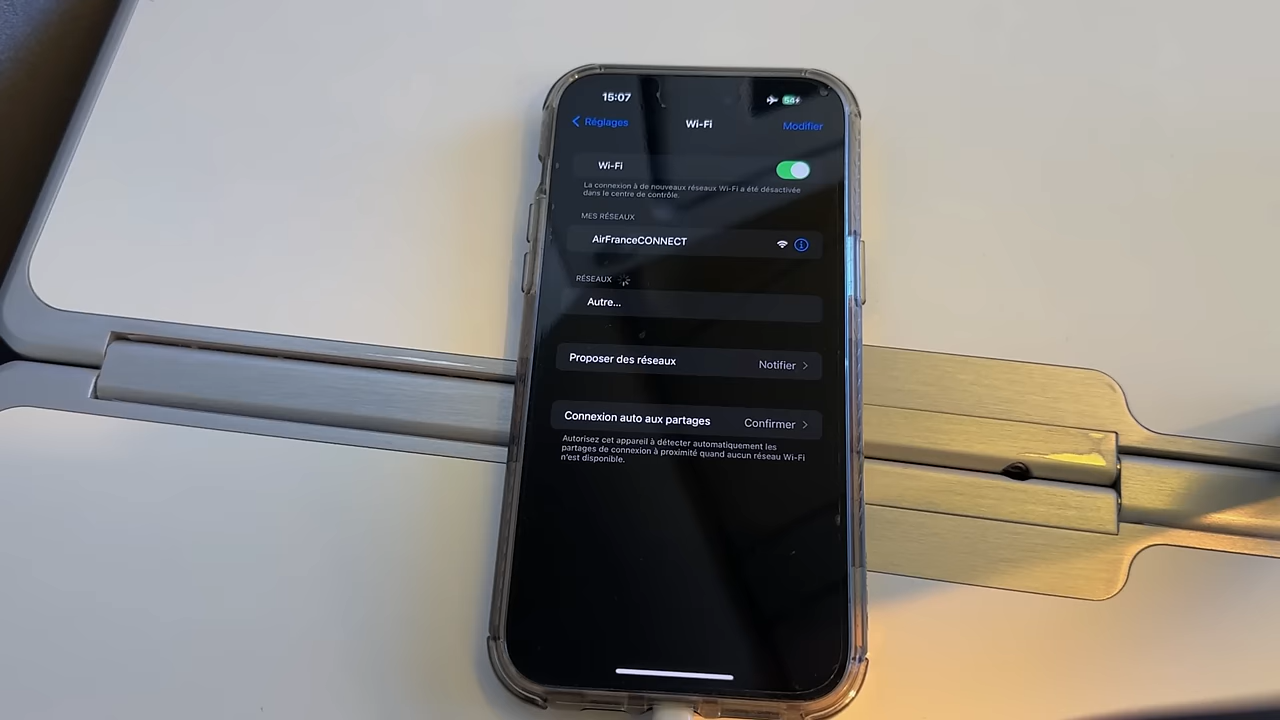 15:07
54
Réglages
Wi-Fi
Modifier
Wi-Fi
La connexion à de nouveaux réseaux Wi-Fi a été désactivée
dans le centre de contrôle.
MES RÉSEAUX
AirFranceCONNECT
RÉSEAUX
Autre...
Proposer des réseaux
Notifier
Connexion auto aux partages
Confirmer
Autorisez cet appareil à détecter automatiquement les
partages de connexion à proximité quand aucun réseau Wi-Fi
n'est disponible.